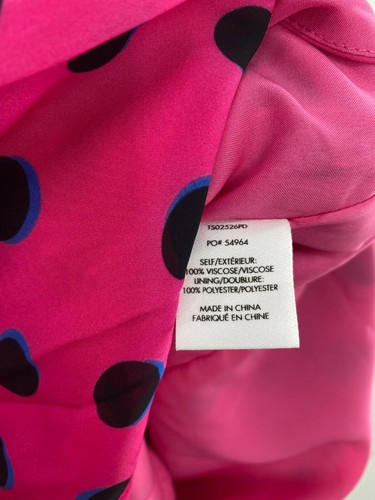 TS02526PD
PO# 54964
SELF/EXTÉRIEUR:
100% VISCOSE/VISCOSE
LINING/DOUBLURE:
100% POLYESTER/POLYESTER
MADE IN CHINA
FABRIQUÉ EN CHINE